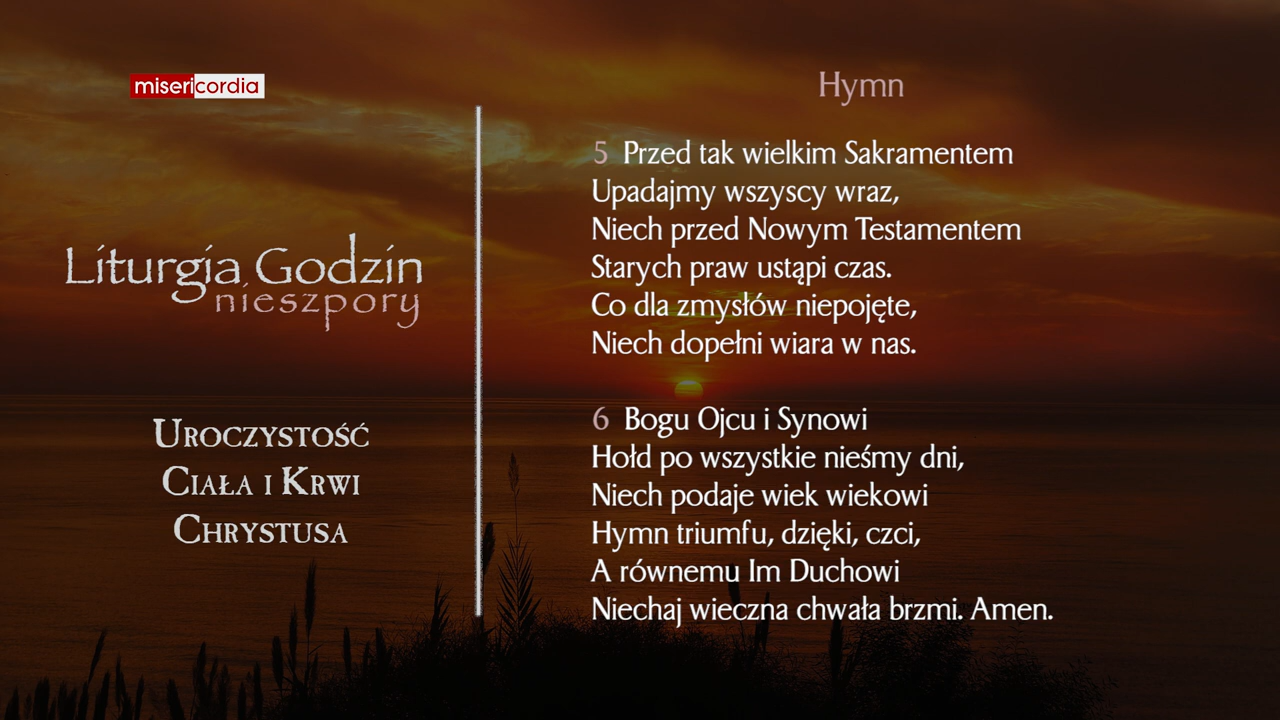 misericordia
Liturgia Godzin
nieszpory
Uroczystość
Ciała i Krwi
Chrystusa
Hymn
5 Przed tak wielkim Sakramentem
Upadajmy wszyscy wraz,
Niech przed Nowym Testamentem
Starych praw ustąpi czas.
Co dla zmysłów niepojęte,
Niech dopełni wiara w nas.
6 Bogu Ojcu i Synowi
Hołd po wszystkie nieśmy dni,
Niech podaje wiek wiekowi
Hymn triumfu, dzięki, czci,
A równemu Im Duchowi
Niechaj wieczna chwała brzmi. Amen.